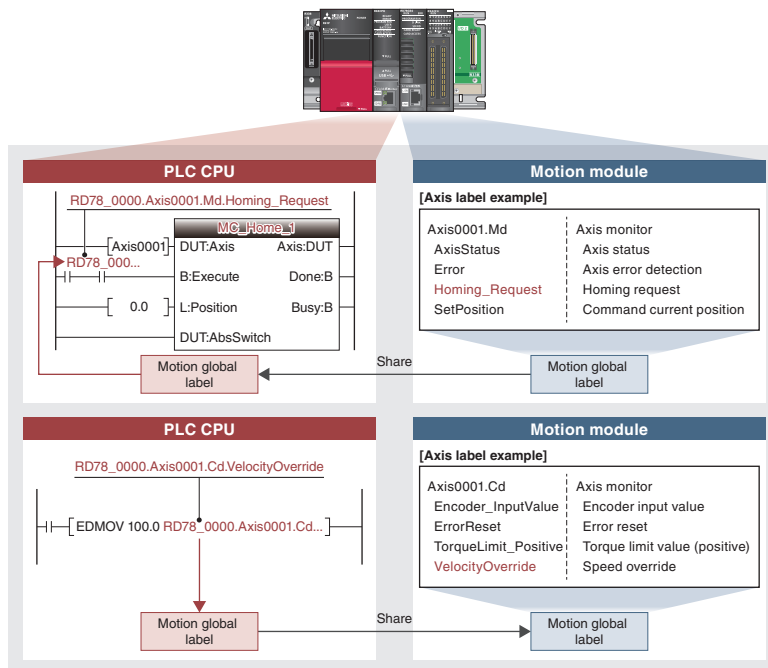 PLC CPU
RD78_0000.Axis0001.Md.Homing_Request
MC_Home_1
Axis0001
DUT:Axis
Axis:DUT
RD78_000...
B:Execute
Done:B
0.0
L:Position
Busy:B
DUT:AbsSwitch
Motion global
label
Share
Motion module
[Axis label example]
Axis0001.Md
Axis monitor
AxisStatus
Axis status
Error
Axis error detection
Homing_Request
Homing request
SetPosition
Command current position
Motion global
label
PLC CPU
RD78_0000.Axis0001.Cd.VelocityOverride
EDMOV 100.0 RD78_0000.Axis0001.Cd...
Motion global
label
Share
Motion module
[Axis label example]
Axis0001.Cd
Axis monitor
Encoder_InputValue
Encoder input value
ErrorReset
Error reset
TorqueLimit_Positive
Torque limit value (positive)
VelocityOverride
Speed override
Motion global
label